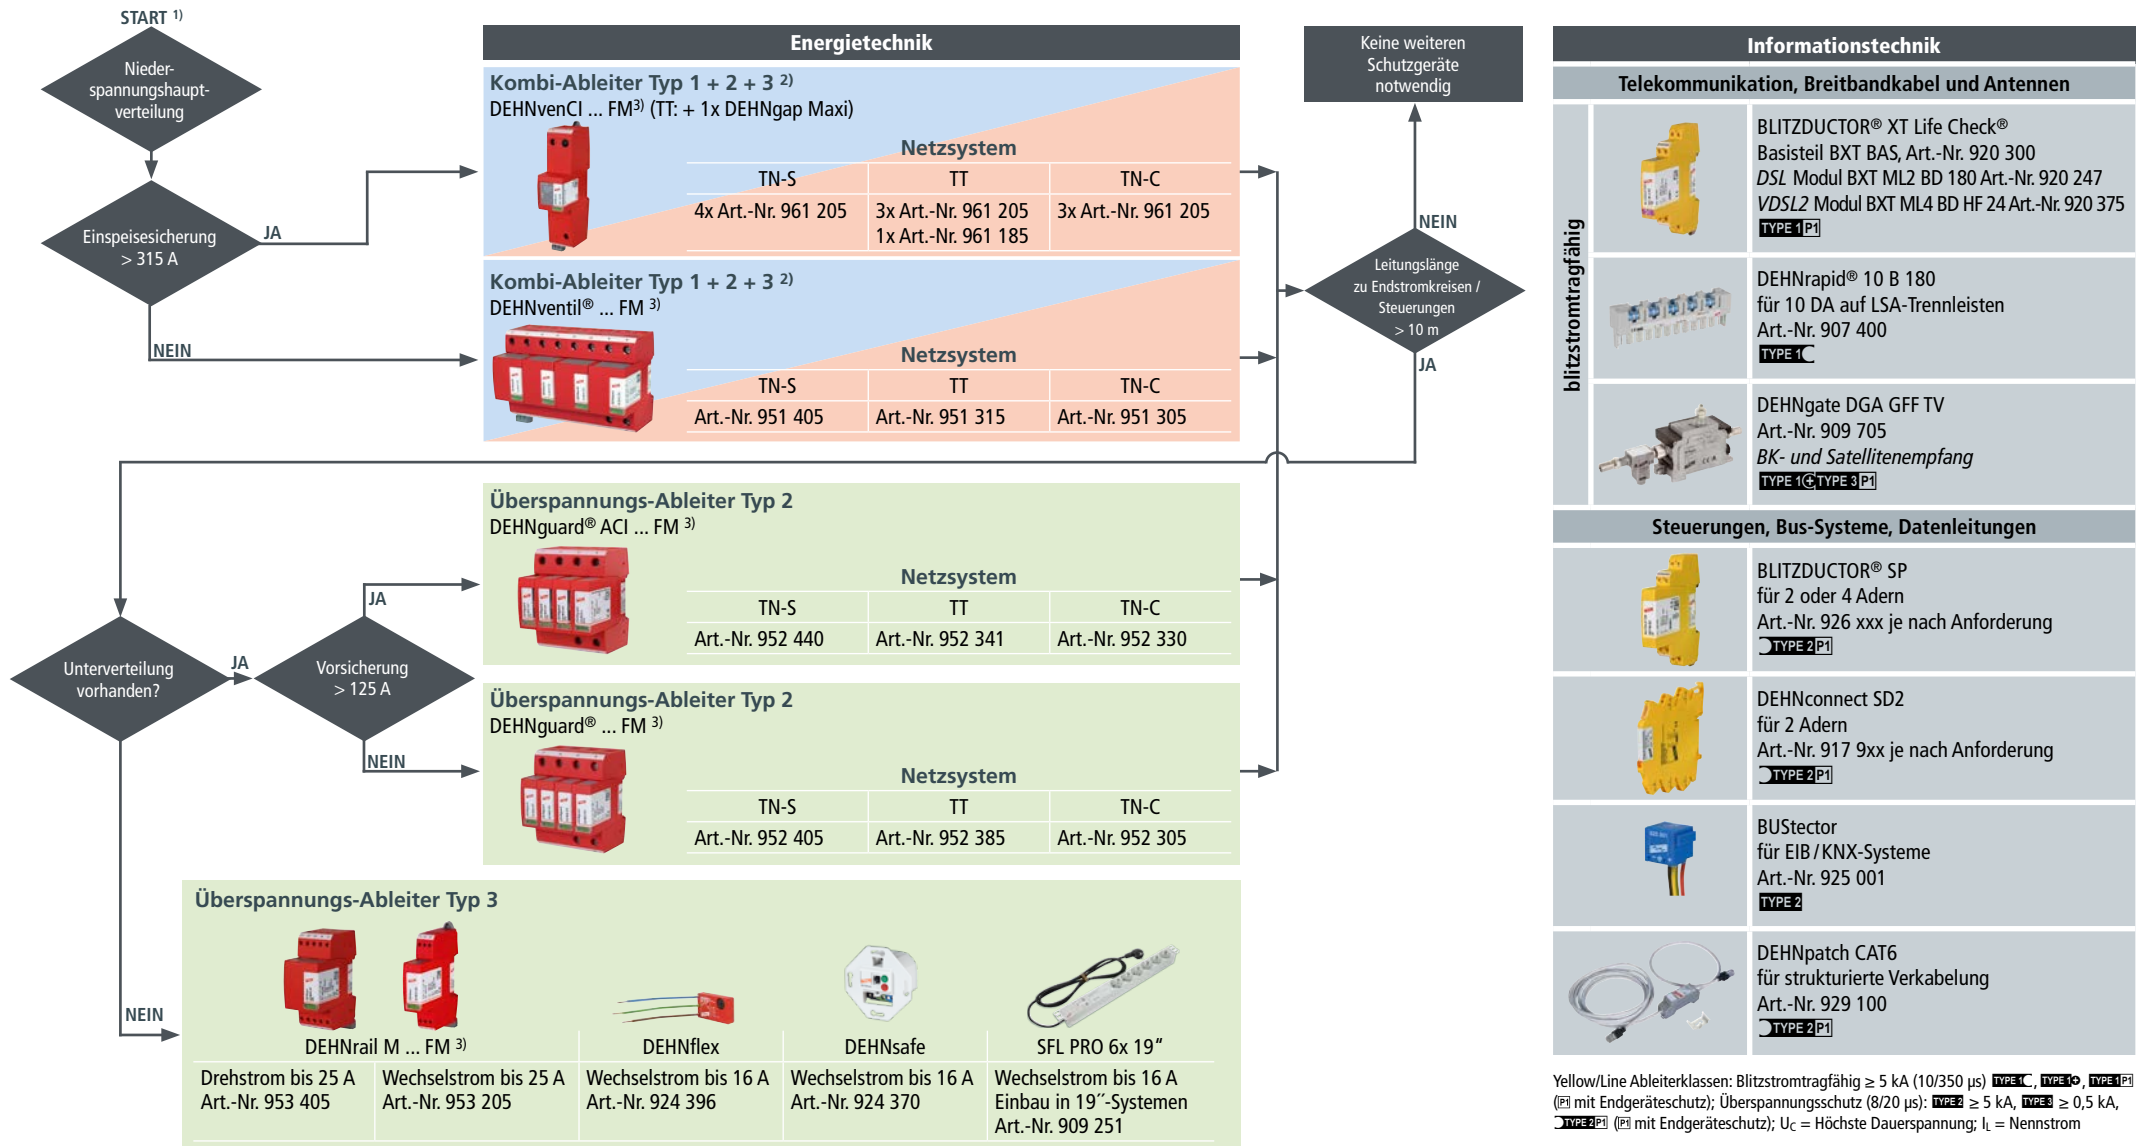 START 1)
Nieder-
spannungshaupt-
verteilung
Einspeisesicherung
> 315 A
JA
NEIN
Energietechnik
Kombi-Ableiter Typ 1 + 2 + 3 2)
DEHNvenCI ... FM3) (TT: + 1x DEHNgap Maxi)
Netzsystem
TN-S TT TN-C
4x Art.-Nr. 961 205 3x Art.-Nr. 961 205 3x Art.-Nr. 961 205
1x Art.-Nr. 961 185
Kombi-Ableiter Typ 1 + 2 + 3 2)
DEHNventil® ... FM 3)
Netzsystem
TN-S TT TN-C
Art.-Nr. 951 405 Art.-Nr. 951 315 Art.-Nr. 951 305
Keine weiteren
Schutzgeräte
notwendig
NEIN
Leitungslänge
zu Endstromkreisen /
Steuerungen
> 10 m
JA
Unterverteilung
vorhanden?
JA
Vorsicherung
> 125 A
JA
NEIN
Überspannungs-Ableiter Typ 2
DEHNguard® ACI ... FM 3)
Netzsystem
TN-S TT TN-C
Art.-Nr. 952 440 Art.-Nr. 952 341 Art.-Nr. 952 330
Überspannungs-Ableiter Typ 2
DEHNguard® ... FM 3)
Netzsystem
TN-S TT TN-C
Art.-Nr. 952 405 Art.-Nr. 952 385 Art.-Nr. 952 305
NEIN
Überspannungs-Ableiter Typ 3
DEHNrail M ... FM 3) DEHNflex DEHNsafe SFL PRO 6x 19"
Drehstrom bis 25 A Wechselstrom bis 25 A Wechselstrom bis 16 A Wechselstrom bis 16 A Wechselstrom bis 16 A
Art.-Nr. 953 405 Art.-Nr. 953 205 Art.-Nr. 924 396 Art.-Nr. 924 370 Einbau in 19´´-Systemen
Art.-Nr. 909 251
Informationstechnik
Telekommunikation, Breitbandkabel und Antennen
blitzstromtragfähig
BLITZDUCTOR® XT Life Check®
Basisteil BXT BAS, Art.-Nr. 920 300
DSL Modul BXT ML2 BD 180 Art.-Nr. 920 247
VDSL2 Modul BXT ML4 BD HF 24 Art.-Nr. 920 375
TYPE 1 P1
DEHNrapid® 10 B 180
für 10 DA auf LSA-Trennleisten
Art.-Nr. 907 400
TYPE 1
DEHNgate DGA GFF TV
Art.-Nr. 909 705
BK- und Satellitenempfang
TYPE 1 TYPE 3 P1
Steuerungen, Bus-Systeme, Datenleitungen
BLITZDUCTOR® SP
für 2 oder 4 Adern
Art.-Nr. 926 xxx je nach Anforderung
TYPE 2 P1
DEHNconnect SD2
für 2 Adern
Art.-Nr. 917 9xx je nach Anforderung
TYPE 2 P1
BUStector
für EIB / KNX-Systeme
Art.-Nr. 925 001
TYPE 2
DEHNpatch CAT6
für strukturierte Verkabelung
Art.-Nr. 929 100
TYPE 2 P1
Yellow/Line Ableiterklassen: Blitzstromtragfähig ≥ 5 kA (10/350 µs) TYPE 1, TYPE 1, TYPE 1 P1
(P1 mit Endgeräteschutz); Überspannungsschutz (8/20 µs): TYPE 2 ≥ 5 kA, TYPE 3 ≥ 0,5 kA,
TYPE 2 P1 (P1 mit Endgeräteschutz); UC = Höchste Dauerspannung; IL = Nennstrom